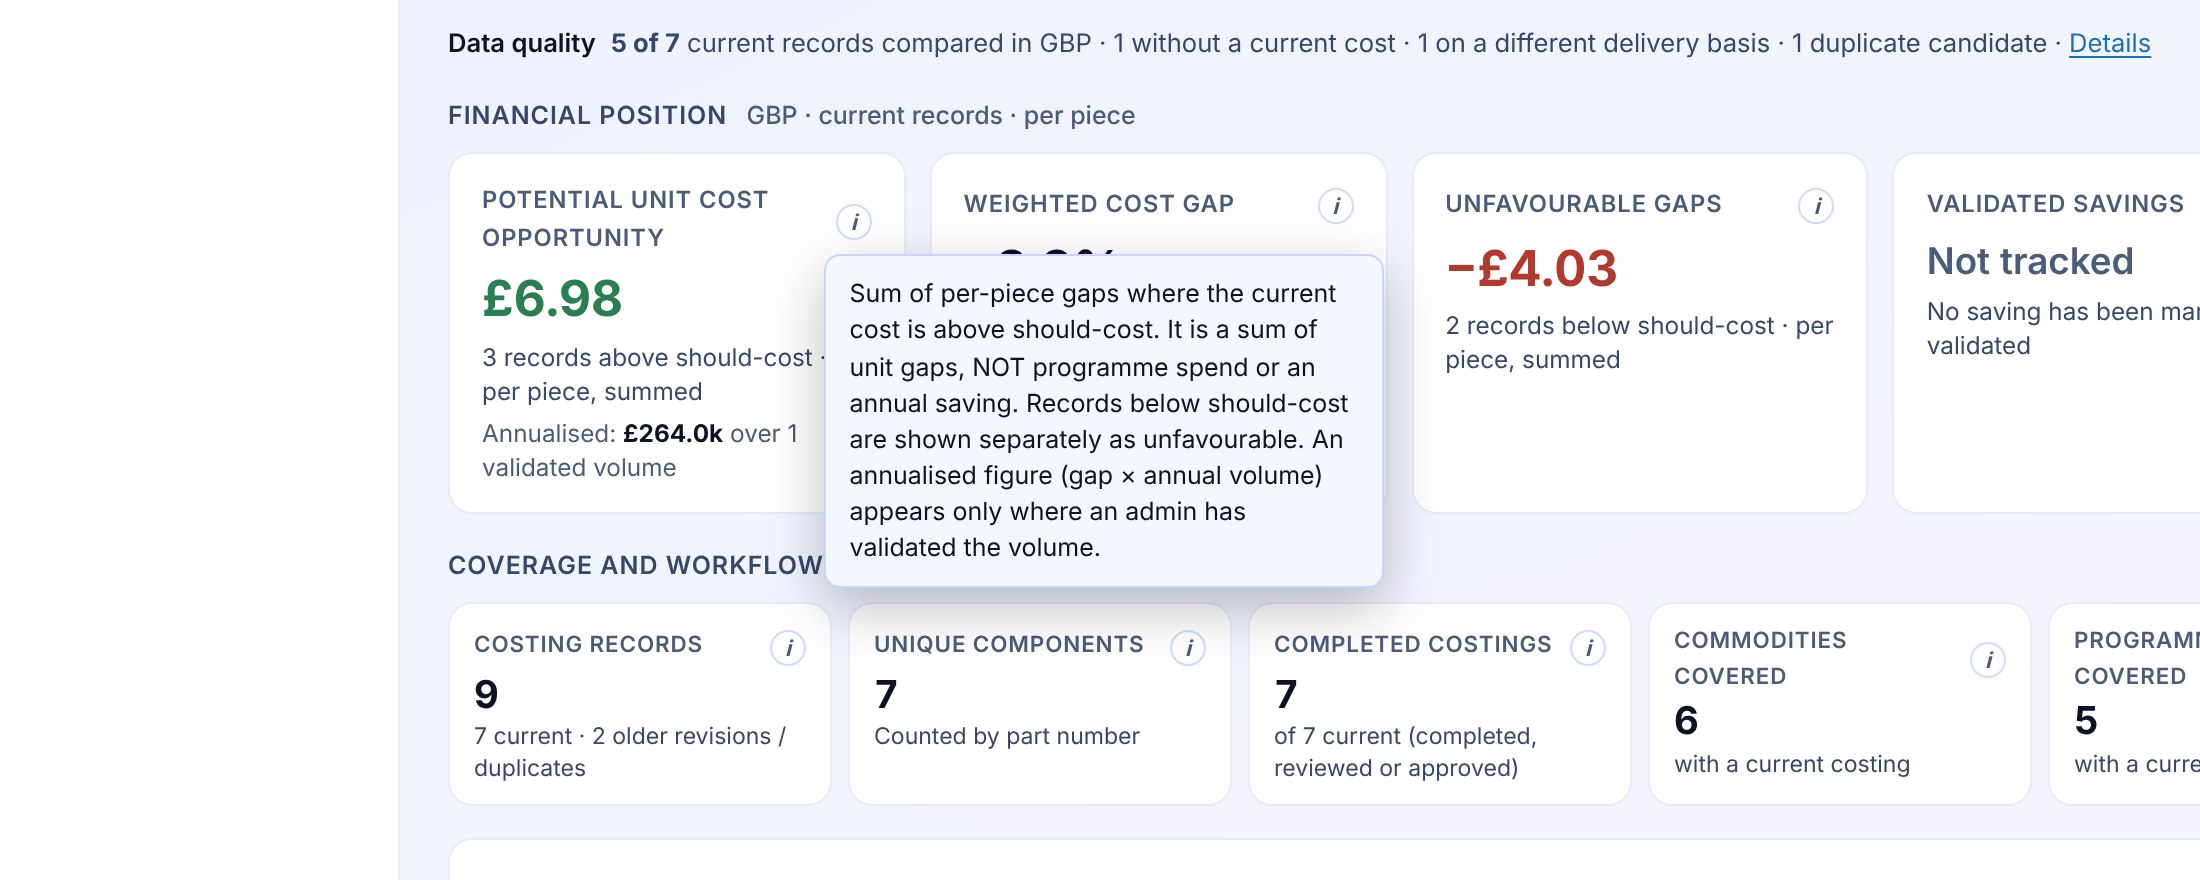 Data quality 5 of 7 current records compared in GBP · 1 without a current cost · 1 on a different delivery basis · 1 duplicate candidate · Details
FINANCIAL POSITION GBP · current records · per piece
POTENTIAL UNIT COST
OPPORTUNITY
i
£6.98
3 records above should-cost ·
per piece, summed
Annualised: £264.0k over 1
validated volume
WEIGHTED COST GAP
i
Sum of per-piece gaps where the current
cost is above should-cost. It is a sum of
unit gaps, NOT programme spend or an
annual saving. Records below should-cost
are shown separately as unfavourable. An
annualised figure (gap × annual volume)
appears only where an admin has
validated the volume.
UNFAVOURABLE GAPS
i
−£4.03
2 records below should-cost · per
piece, summed
VALIDATED SAVINGS
Not tracked
No saving has been
validated
COVERAGE AND WORKFLOW
COSTING RECORDS
i
9
7 current · 2 older revisions /
duplicates
UNIQUE COMPONENTS
i
7
Counted by part number
COMPLETED COSTINGS
i
7
of 7 current (completed,
reviewed or approved)
COMMODITIES
COVERED
i
6
with a current costing
COVERED
5
with a